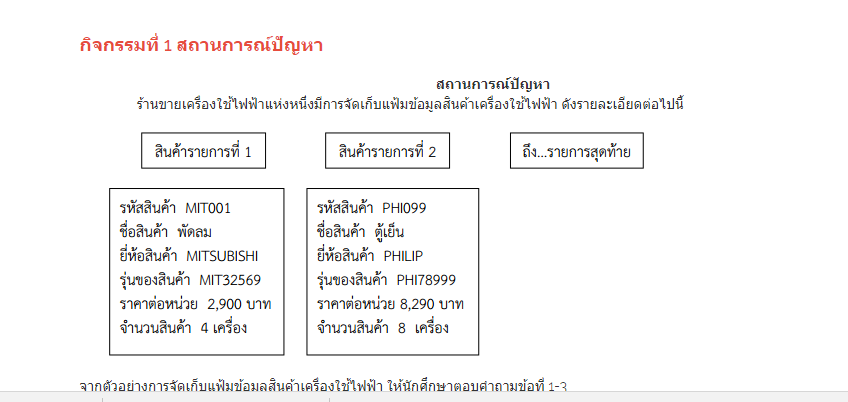 กิจกรรมที่ 1 สถานการณ์ปัญหา
สถานการณ์ปัญหา
ร้านขายเครื่องใช้ไฟฟ้าแห่งหนึ่งมีการจัดเก็บแฟ้มข้อมูลสินค้าเครื่องใช้ไฟฟ้า ดังรายละเอียดต่อไปนี้
สินค้ารายการที่ 1
สินค้ารายการที่ 2
ถึง...รายการสุดท้าย
รหัสสินค้า MIT001
ชื่อสินค้า พัดลม
ยี่ห้อสินค้า MITSUBISHI
รุ่นของสินค้า MIT32569
ราคาต่อหน่วย 2,900 บาท
จำนวนสินค้า 4 เครื่อง
รหัสสินค้า PHI099
ชื่อสินค้า ตู้เย็น
ยี่ห้อสินค้า PHILIP
รุ่นของสินค้า PHI78999
ราคาต่อหน่วย 8,290 บาท
จำนวนสินค้า 8 เครื่อง
จากตัวอย่างการจัดเก็บแฟ้มข้อมูลสินค้าเครื่องใช้ไฟฟ้า ให้นักศึกษาตอบคำถามข้อที่ 1-3